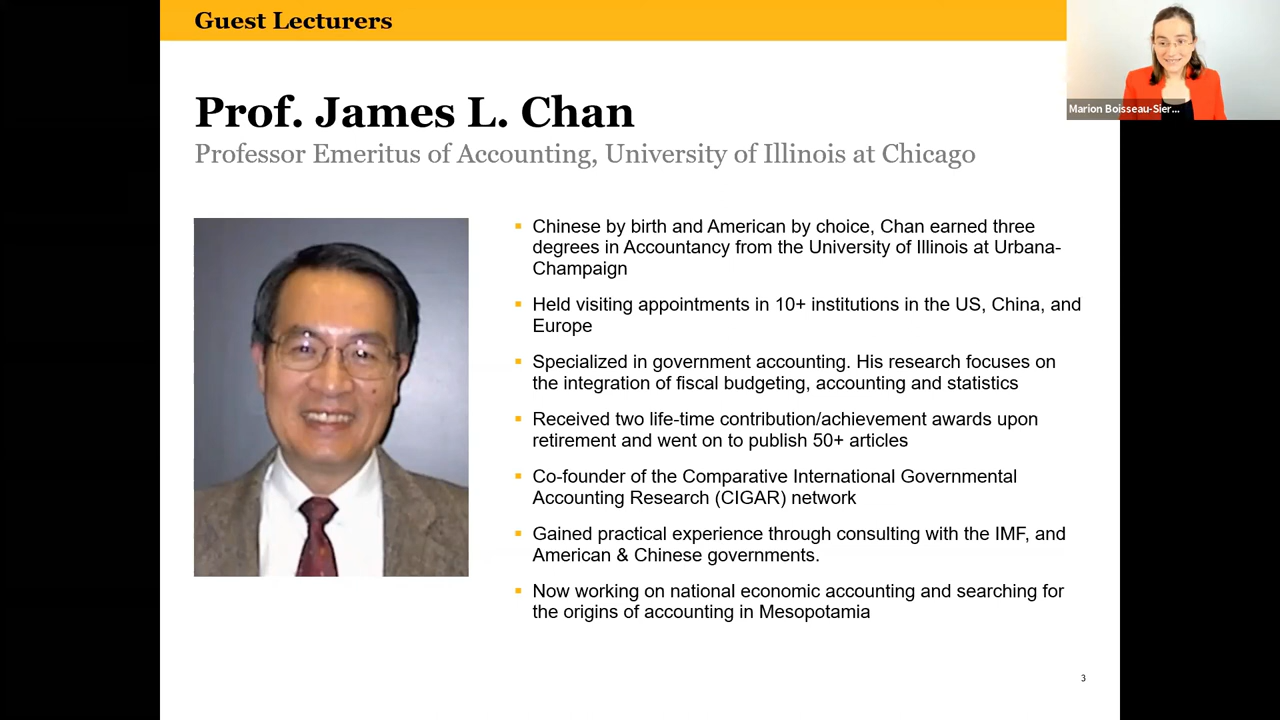 Guest Lecturers
Marion Boisseau-Sier...
Prof. James L. Chan
Professor Emeritus of Accounting, University of Illinois at Chicago
▪ Chinese by birth and American by choice, Chan earned three
degrees in Accountancy from the University of Illinois at Urbana-
Champaign
▪ Held visiting appointments in 10+ institutions in the US, China, and
Europe
▪ Specialized in government accounting. His research focuses on
the integration of fiscal budgeting, accounting and statistics
▪ Received two life-time contribution/achievement awards upon
retirement and went on to publish 50+ articles
▪ Co-founder of the Comparative International Governmental
Accounting Research (CIGAR) network
▪ Gained practical experience through consulting with the IMF, and
American & Chinese governments.
▪ Now working on national economic accounting and searching for
the origins of accounting in Mesopotamia
3